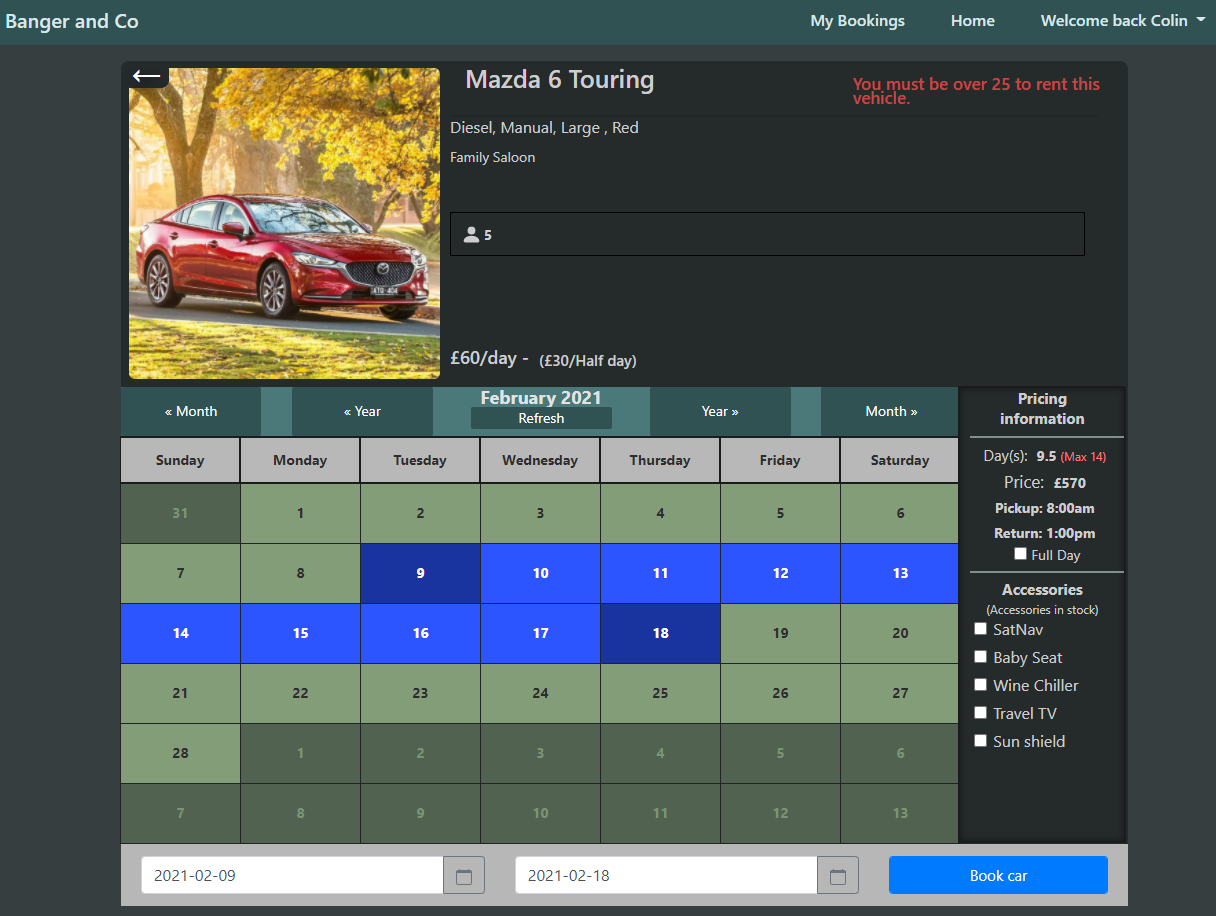 Banger and Co
My Bookings
Home
Welcome back Colin
Mazda 6 Touring
You must be over 25 to rent this
vehicle.
Diesel, Manual, Large , Red
Family Saloon
5
£60/day - (£30/Half day)
« Month
« Year
February 2021
Refresh
Year »
Month »
Sunday Monday Tuesday Wednesday Thursday Friday Saturday
31 1 2 3 4 5 6
7 8 9 10 11 12 13
14 15 16 17 18 19 20
21 22 23 24 25 26 27
28 1 2 3 4 5 6
7 8 9 10 11 12 13
Pricing
information
Day(s): 9.5 (Max 14)
Price: £570
Pickup: 8:00am
Return: 1:00pm
Full Day
Accessories
(Accessories in stock)
SatNav
Baby Seat
Wine Chiller
Travel TV
Sun shield
2021-02-09
2021-02-18
Book car